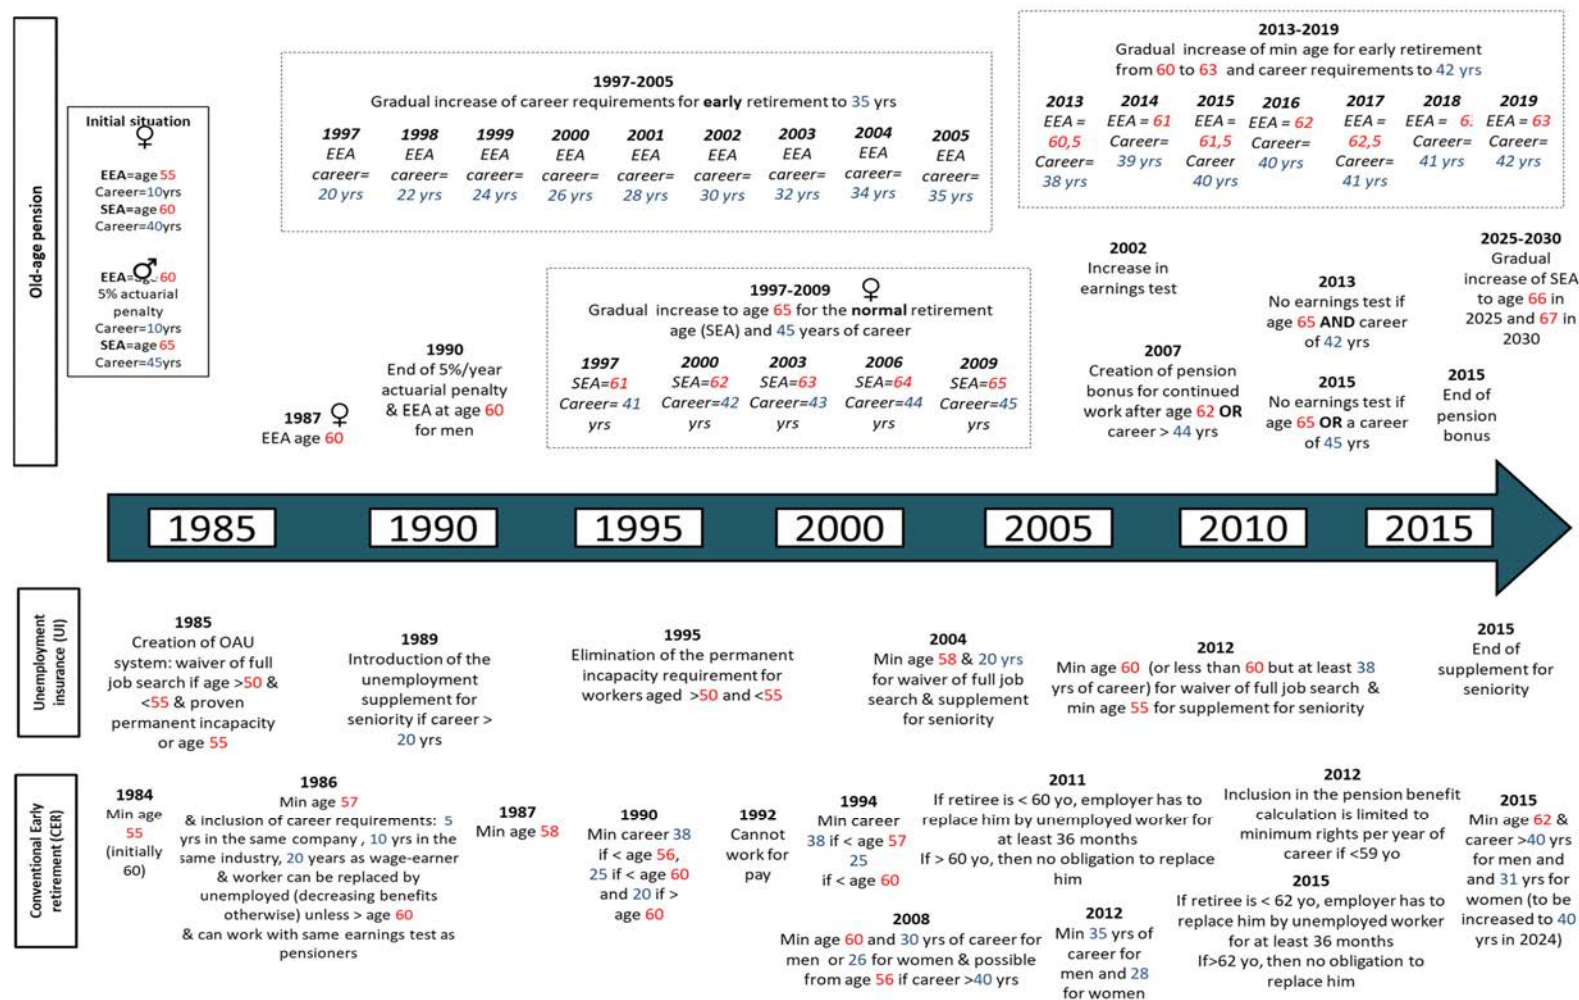 Old-age pension
Initial situation
♀
EEA=age 55
Career=10yrs
SEA=age 60
Career=40yrs
♂
EEA=age 60
5% actuarial
penalty
Career=10yrs
SEA=age 65
Career=45yrs
1987 ♀
EEA age 60
1990
End of 5%/year
actuarial penalty
& EEA at age 60
for men
1997-2005
Gradual increase of career requirements for early retirement to 35 yrs
1997
EEA
career=
20 yrs
1998
EEA
career=
22 yrs
1999
EEA
career=
24 yrs
2000
EEA
career=
26 yrs
2001
EEA
career=
28 yrs
2002
EEA
career=
30 yrs
2003
EEA
career=
32 yrs
2004
EEA
career=
34 yrs
2005
EEA
career=
35 yrs
1997-2009 ♀
Gradual increase to age 65 for the normal retirement
age (SEA) and 45 years of career
1997
SEA=61
Career= 41
yrs
2000
SEA=62
Career=42
yrs
2003
SEA=63
Career=43
yrs
2006
SEA=64
Career=44
yrs
2009
SEA=65
Career=45
yrs
2013-2019
Gradual increase of min age for early retirement
from 60 to 63 and career requirements to 42 yrs
2013
EEA =
60,5
Career=
38 yrs
2014
EEA = 61
Career=
39 yrs
2015
EEA =
61,5
Career
40 yrs
2016
EEA = 62
Career=
40 yrs
2017
EEA =
62,5
Career=
41 yrs
2018
EEA =
Career=
41 yrs
2019
EEA = 63
Career=
42 yrs
2002
Increase in
earnings test
2007
Creation of pension
bonus for continued
work after age 62 OR
career > 44 yrs
2013
No earnings test if
age 65 AND career
of 42 yrs
2015
No earnings test if
age 65 OR a career
of 45 yrs
2025-2030
Gradual
increase of SEA
to age 66 in
2025 and 67 in
2030
2015
End of
pension
bonus
1985
1990
1995
2000
2005
2010
2015
Unemployment
insurance (UI)
1985
Creation of OAU
system: waiver of full
job search if age >50 &
<55 & proven
permanent incapacity
or age 55
1989
Introduction of the
unemployment
supplement for
seniority if career >
20 yrs
1995
Elimination of the permanent
incapacity requirement for
workers aged >50 and <55
2004
Min age 58 & 20 yrs
for waiver of full job
search & supplement
for seniority
2012
Min age 60 (or less than 60 but at least 38
yrs of career) for waiver of full job search &
min age 55 for supplement for seniority
2015
End of
supplement for
seniority
Conventional Early
retirement (CER)
1984
Min age
55
(initially
60)
1986
Min age 57
& inclusion of career requirements: 5
yrs in the same company , 10 yrs in the
same industry, 20 years as wage-earner
& worker can be replaced by
unemployed (decreasing benefits
otherwise) unless > age 60
& can work with same earnings test as
pensioners
1987
Min age 58
1990
Min career 38
if < age 56,
25 if < age 60
and 20 if >
age 60
1992
Cannot
work for
pay
1994
Min career
38 if < age 57
25
if < age 60
2008
Min age 60 and 30 yrs of career for
men or 26 for women & possible
from age 56 if career >40 yrs
2011
If retiree is < 60 yo, employer has to
replace him by unemployed worker for
at least 36 months
If > 60 yo, then no obligation to replace
him
2012
Min 35 yrs of
career for
men and 28
for women
2012
Inclusion in the pension benefit
calculation is limited to
minimum rights per year of
career if <59 yo
2015
If retiree is < 62 yo, employer has to
replace him by unemployed worker
for at least 36 months
If>62 yo, then no obligation to
replace him
2015
Min age 62 &
career >40 yrs
for men and
and 31 yrs for
women (to be
increased to 40
yrs in 2024)